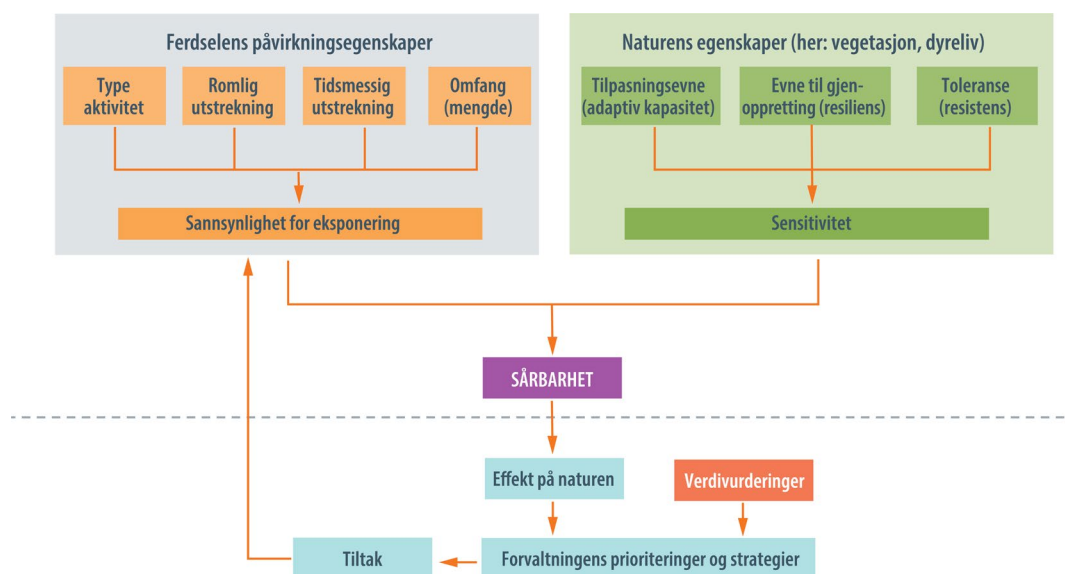 Ferdselens påvirkningsegenskaper
Type
aktivitet
Romlig
utstrekning
Tidsmessig
utstrekning
Omfang
(mengde)
Sannsynlighet for eksponering
Naturens egenskaper (her: vegetasjon, dyreliv)
Tilpasningsevne
(adaptiv kapasitet)
Evne til gjen-
oppretting (resiliens)
Toleranse
(resistens)
Sensitivitet
SÅRBARHET
Effekt på naturen
Verdivurderinger
Tiltak
Forvaltningens prioriteringer og strategier